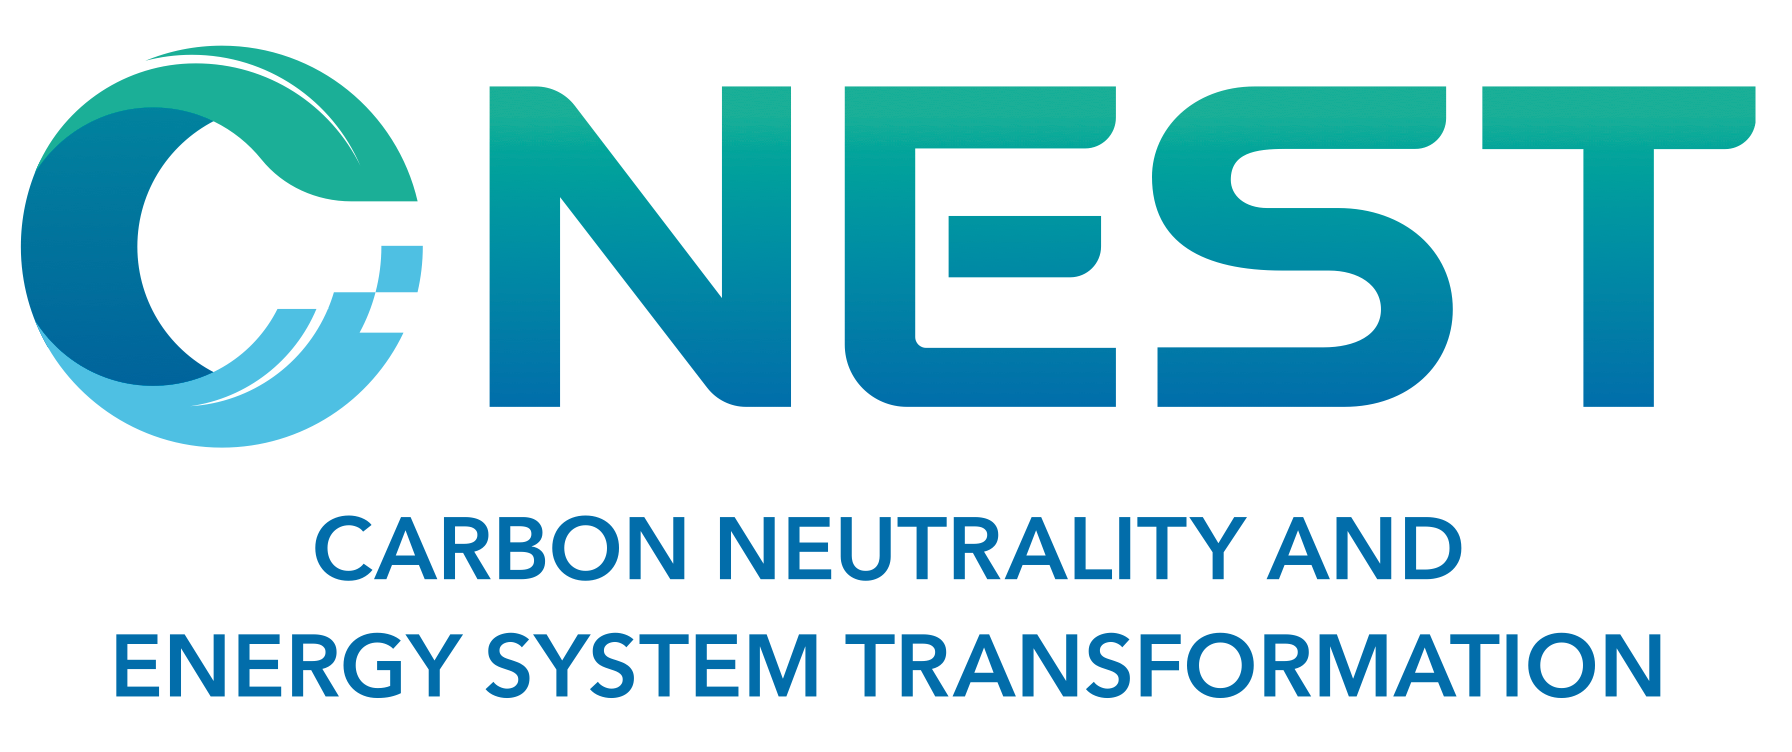 CNEST
CARBON NEUTRALITY AND
ENERGY SYSTEM TRANSFORMATION